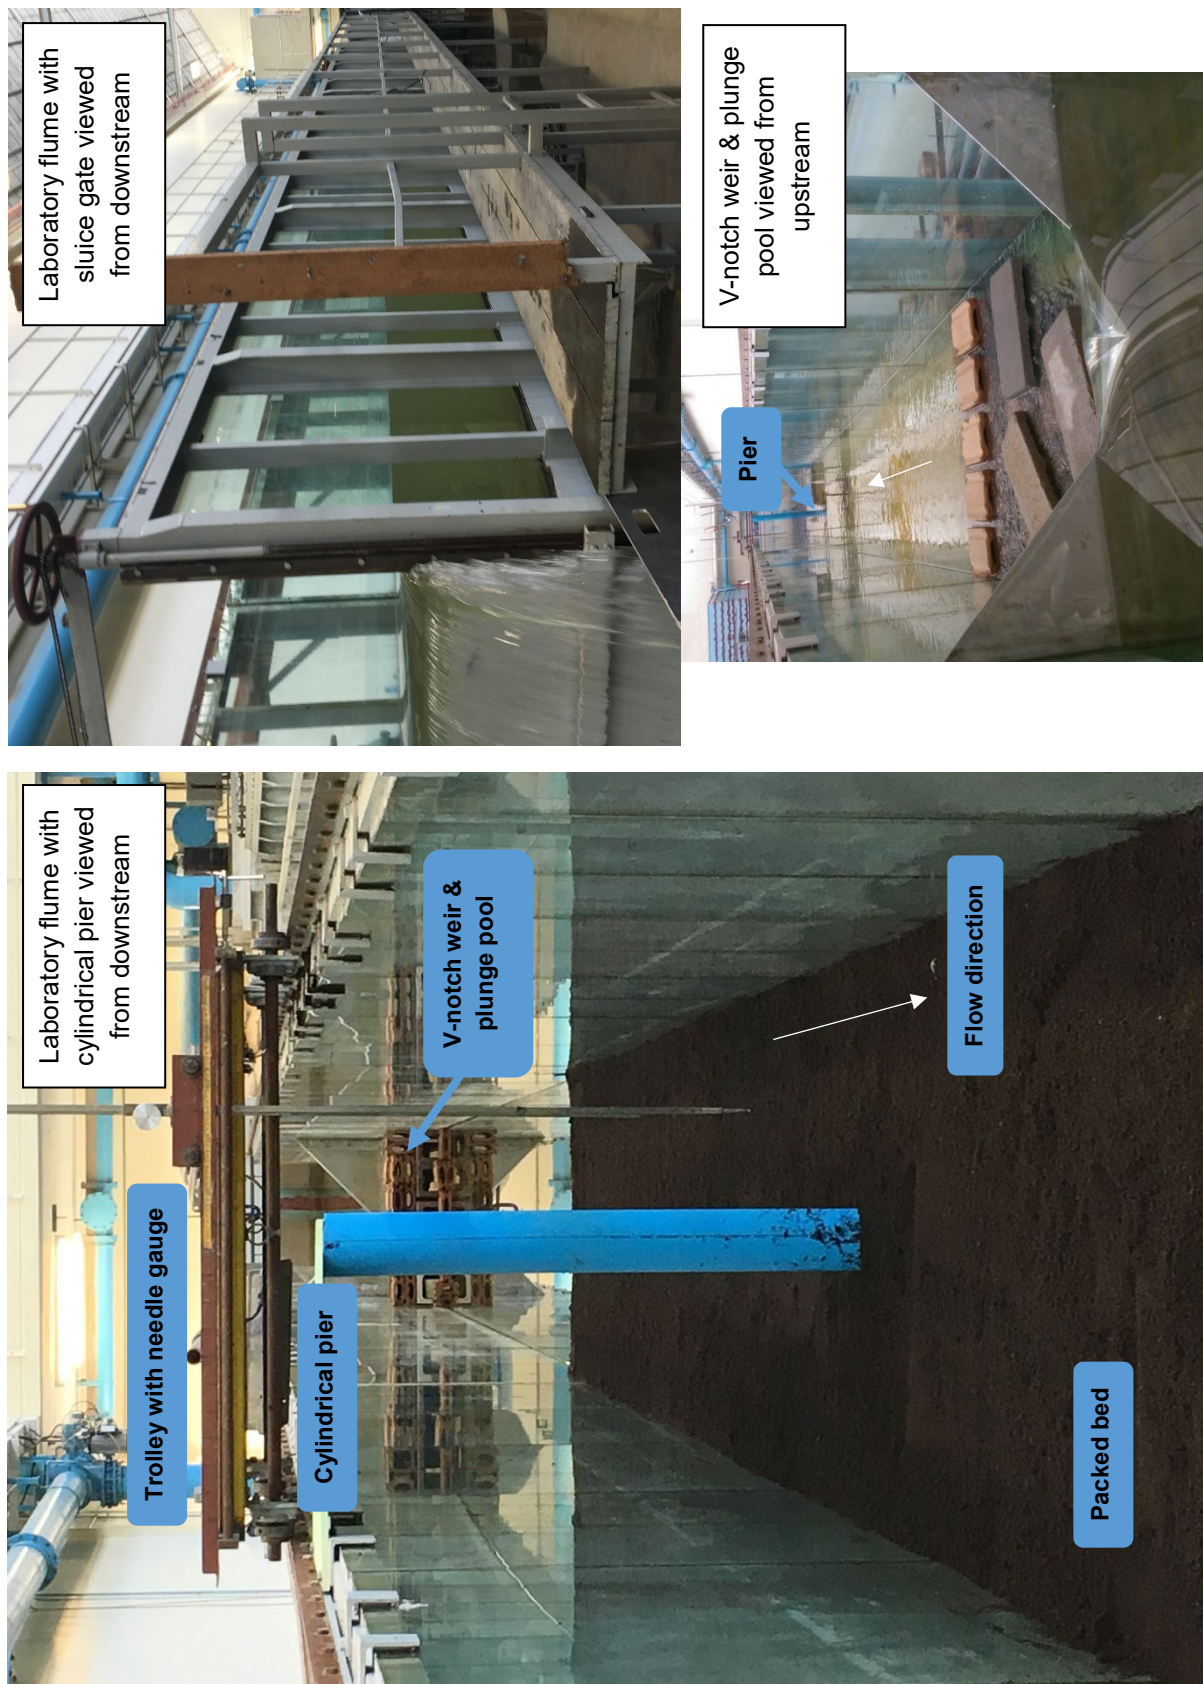 Laboratory flume with
cylindrical pier viewed
from downstream
Trolley with needle gauge
Cylindrical pier
V-notch weir &
plunge pool
Flow direction
Packed bed
Laboratory flume with
sluice gate viewed
from downstream
V-notch weir & plunge
pool viewed from
upstream
Pier